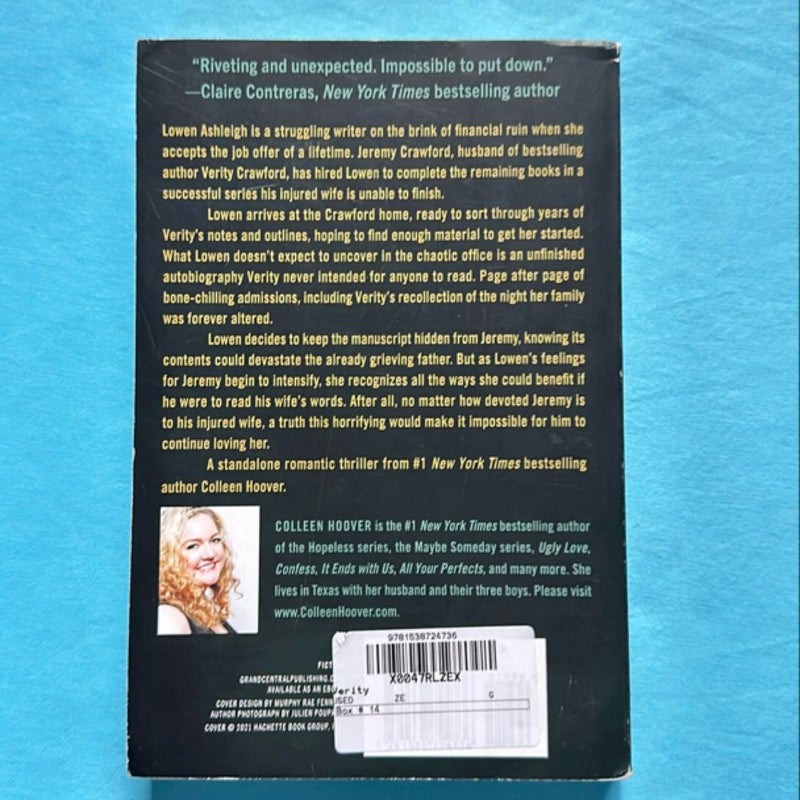 “Riveting and unexpected. Impossible to put down.”
—Claire Contreras, New York Times bestselling author
Lowen Ashleigh is a struggling writer on the brink of financial ruin when she
accepts the job offer of a lifetime. Jeremy Crawford, husband of bestselling
author Verity Crawford, has hired Lowen to complete the remaining books in a
successful series his injured wife is unable to finish.
Lowen arrives at the Crawford home, ready to sort through years of
Verity’s notes and outlines, hoping to find enough material to get her started.
What Lowen doesn’t expect to uncover in the chaotic office is an unfinished
autobiography Verity never intended for anyone to read. Page after page of
bone-chilling admissions, including Verity’s recollection of the night her family
was forever altered.
Lowen decides to keep the manuscript hidden from Jeremy, knowing its
contents could devastate the already grieving father. But as Lowen’s feelings
for Jeremy begin to intensify, she recognizes all the ways she could benefit if
he were to read his wife’s words. After all, no matter how devoted Jeremy is
to his injured wife, a truth this horrifying would make it impossible for him to
continue loving her.
A standalone romantic thriller from #1 New York Times bestselling
author Colleen Hoover.
COLLEEN HOOVER is the #1 New York Times bestselling author
of the Hopeless series, the Maybe Someday series, Ugly Love,
Confess, It Ends with Us, All Your Perfects, and many more. She
lives in Texas with her husband and their three boys. Please visit
www.ColleenHoover.com.
FICT
GRANDCENTRALPUBLISHING.C
AVAILABLE AS AN EBO
COVER DESIGN BY MURPHY RAE FENN
AUTHOR PHOTOGRAPH BY JULIEN POUPA
COVER © 2021 HACHETTE BOOK GROUP,
9781538724736
X0047RLZEX
Verity
USED ZE G
Box # 14